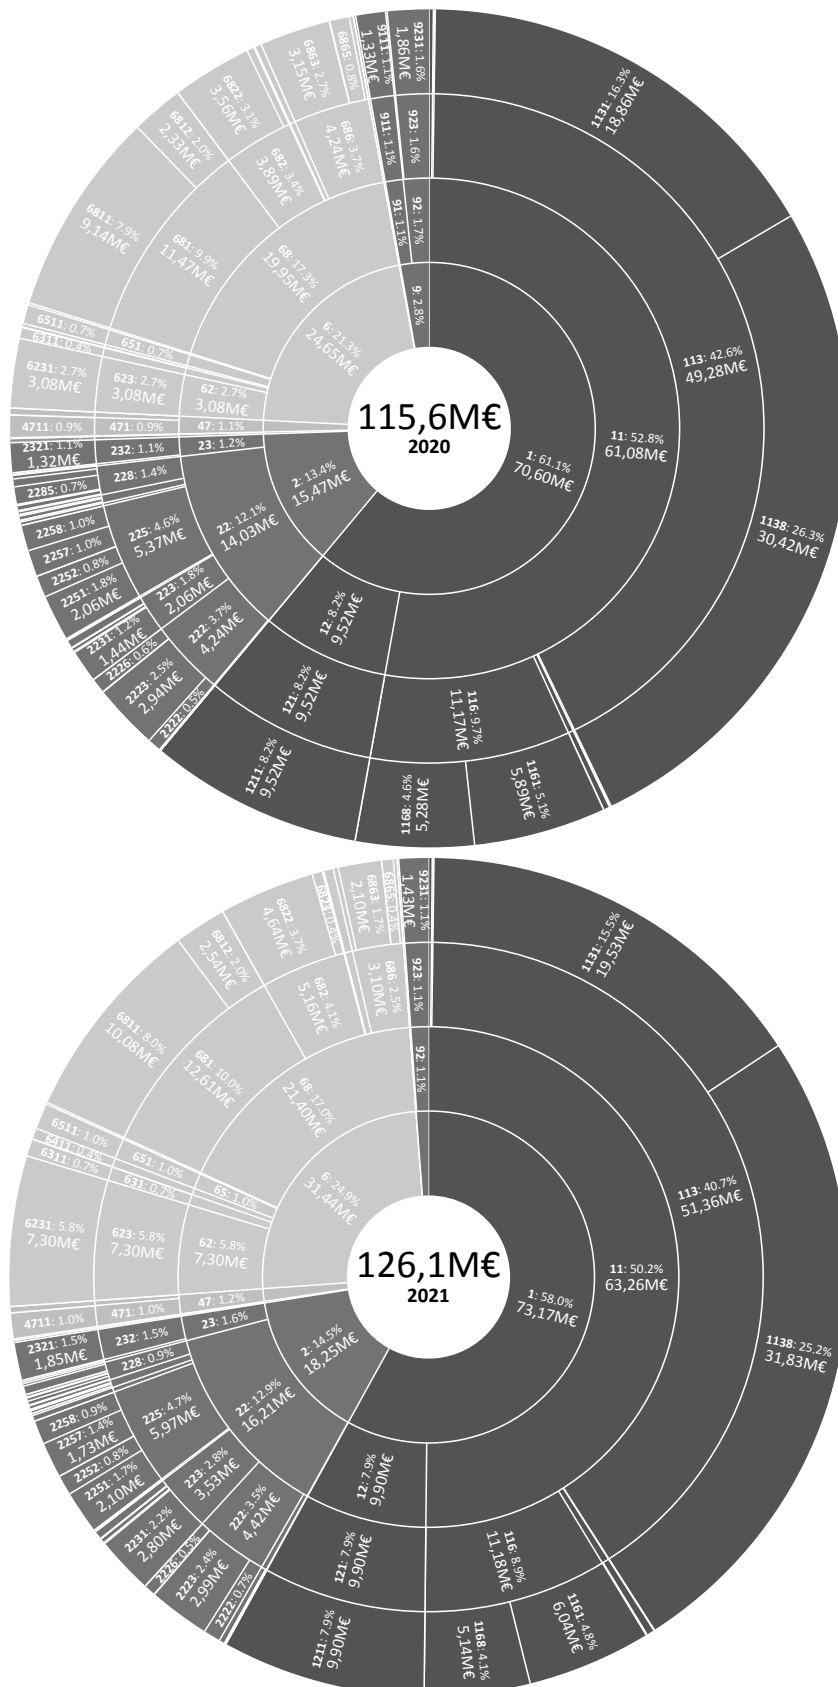 115,6M€
2020
1: 61.1%
70,60M€
11: 52.8%
61,08M€
113: 42.6%
49,28M€
1131: 16.3%
18,86M€
1138: 26.3%
30,42M€
116: 9.7%
11,17M€
1161: 5.1%
5,89M€
1168: 4.6%
5,28M€
12: 8.2%
9,52M€
121: 8.2%
9,52M€
1211: 8.2%
9,52M€
2: 13.4%
15,47M€
22: 12.1%
14,03M€
222: 3.7%
4,24M€
2222: 0.5%
2223: 2.5%
2,94M€
2226: 0.6%
223: 1.8%
2,06M€
2231: 1.2%
1,44M€
225: 4.6%
5,37M€
2251: 1.8%
2,06M€
2252: 0.8%
2257: 1.0%
2258: 1.0%
228: 1.4%
2285: 0.7%
23: 1.2%
232: 1.1%
2321: 1.1%
1,32M€
47: 1.1%
471: 0.9%
4711: 0.9%
6: 21.3%
24,65M€
62: 2.7%
3,08M€
623: 2.7%
3,08M€
6231: 2.7%
3,08M€
6311: 0.4%
651: 0.7%
6511: 0.7%
68: 17.3%
19,95M€
681: 9.9%
11,47M€
6811: 7.9%
9,14M€
6812: 2.0%
2,33M€
682: 3.4%
3,89M€
6822: 3.1%
3,56M€
686: 3.7%
4,24M€
6863: 2.7%
3,15M€
6865: 0.8%
9: 2.8%
91: 1.1%
911: 1.1%
9111: 1.1%
1,33M€
92: 1.7%
923: 1.6%
9231: 1.6%
1,86M€
126,1M€
2021
1: 58.0%
73,17M€
11: 50.2%
63,26M€
113: 40.7%
51,36M€
1131: 15.5%
19,53M€
1138: 25.2%
31,83M€
116: 8.9%
11,18M€
1161: 4.8%
6,04M€
1168: 4.1%
5,14M€
12: 7.9%
9,90M€
121: 7.9%
9,90M€
1211: 7.9%
9,90M€
2: 14.5%
18,25M€
22: 12.9%
16,21M€
222: 3.5%
4,42M€
2222: 0.7%
2223: 2.4%
2,99M€
2226: 0.5%
223: 2.8%
3,53M€
2231: 2.2%
2,80M€
225: 4.7%
5,97M€
2251: 1.7%
2,10M€
2252: 0.8%
2257: 1.4%
1,73M€
2258: 0.9%
228: 0.9%
23: 1.6%
232: 1.5%
2321: 1.5%
1,85M€
47: 1.2%
471: 1.0%
4711: 1.0%
6: 24.9%
31,44M€
62: 5.8%
7,30M€
623: 5.8%
7,30M€
6231: 5.8%
7,30M€
631: 0.7%
6311: 0.7%
6411: 0.4%
65: 1.0%
651: 1.0%
6511: 1.0%
68: 17.0%
21,40M€
681: 10.0%
12,61M€
6811: 8.0%
10,08M€
6812: 2.0%
2,54M€
682: 4.1%
5,16M€
6822: 3.7%
4,64M€
6823: 0.4%
686: 2.5%
3,10M€
6863: 1.7%
2,10M€
6865: 0.4%
92: 1.1%
923: 1.1%
9231: 1.1%
1,43M€